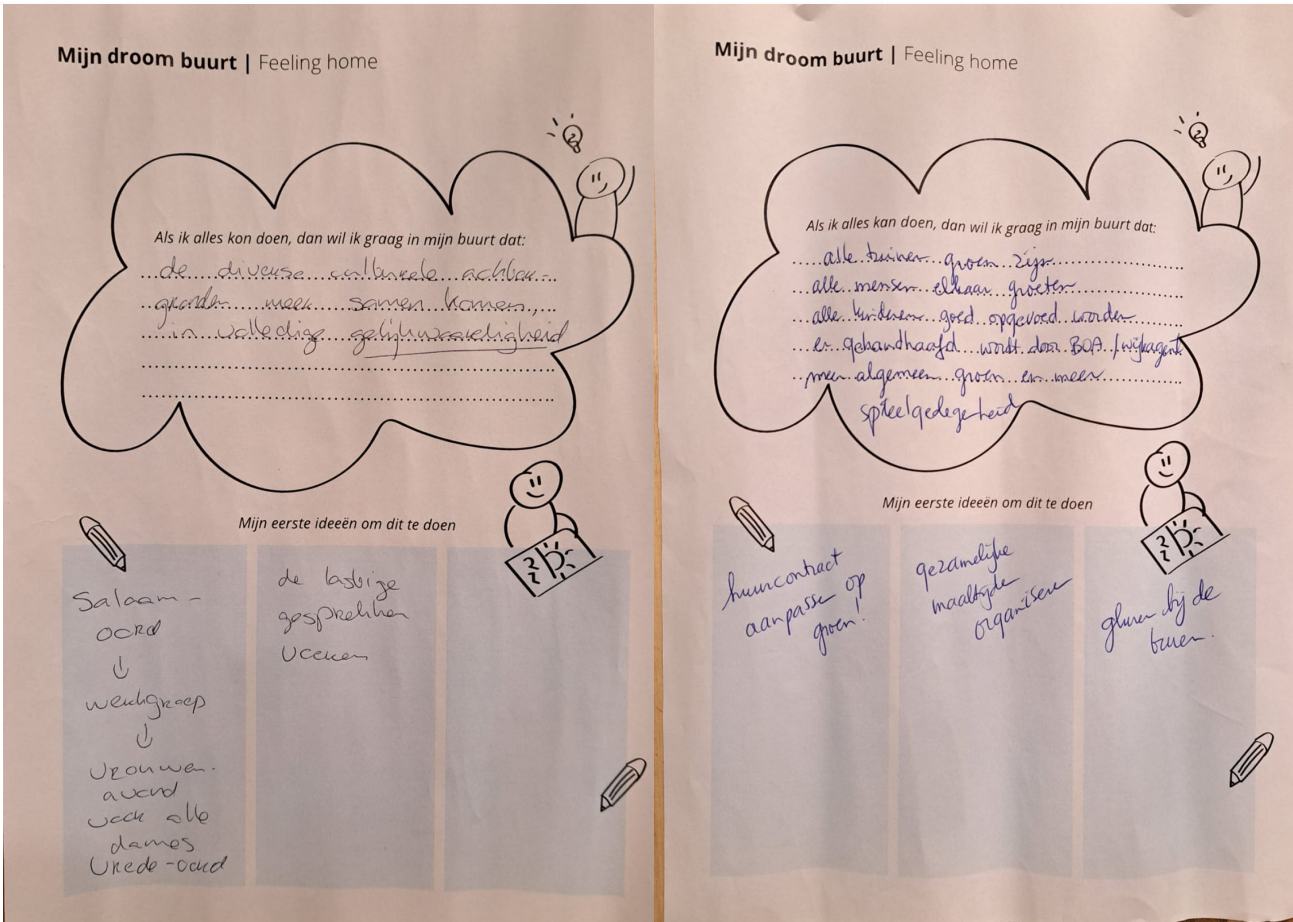 Mijn droom buurt | Feeling home
Als ik alles kon doen, dan wil ik graag in mijn buurt dat:
de diverse culturele achter-
gronden meer samen komen,
in volledige gelijkwaardigheid
Mijn eerste ideeën om dit te doen
Salaam-
oord
↓
werkgroep
↓
Vrouwen-
avond
voor alle
dames
Vrede-oord
de lastige
gesprekken
voeren
Mijn droom buurt | Feeling home
Als ik alles kan doen, dan wil ik graag in mijn buurt dat:
alle tuinen groen zijn
alle mensen elkaar groeten
alle kinderen goed opgevoed worden
er gehandhaafd wordt door BOA / wijkagent
meer algemeen groen en meer
speelgelegenheid
Mijn eerste ideeën om dit te doen
huurcontract
aanpassen op
groen!
gezamelijke
maaltijden
organiseren
gluren bij de
buren.